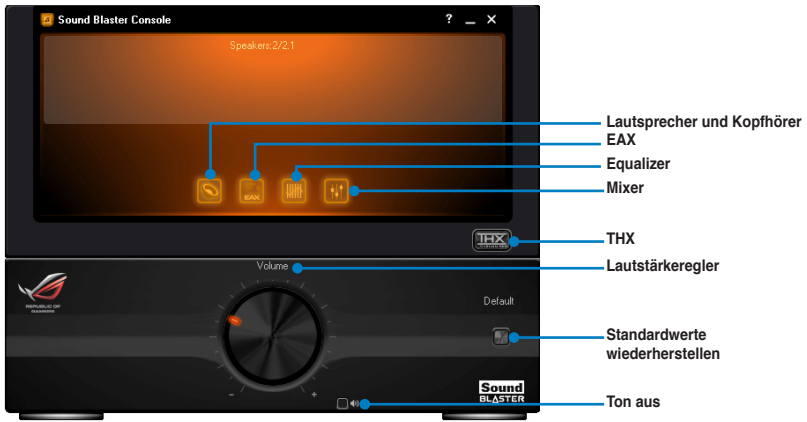 Sound Blaster Console
? _ ×
Speakers:2/2.1
Lautsprecher und Kopfhörer
EAX
Equalizer
Mixer
EAX
THX
THX
Volume
Lautstärkeregler
REPUBLIC OF
GAMERS
Default
Standardwerte
wiederherstellen
- +
Sound
BLASTER
Ton aus